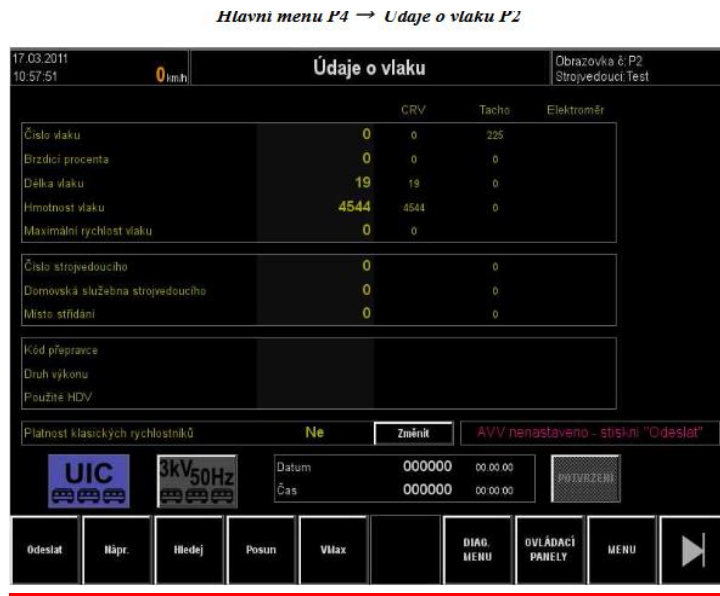 Hlavní menu P4 → Údaje o vlaku P2
17.03.2011
10:57:51
0 km/h
Údaje o vlaku
Obrazovka č:P2
Strojvedoucí:Test
CRV Tacho Elektroměr
Číslo vlaku 0 0 225
Brzdící procenta 0 0 0
Délka vlaku 19 19 0
Hmotnost vlaku 4544 4544 0
Maximální rychlost vlaku 0 0
Číslo strojvedoucího 0 0
Domovská služebna strojvedoucího 0 0
Místo střídání 0 0
Kód přepravce
Druh výkonu
Použité HDV
Platnost klasických rychlostníků Ne Změnit AVV nenastaveno - stiskni "Odeslat"
UIC
3kV 50Hz
Datum 000000 00.00.00
Čas 000000 00:00:00
POTVRZENÍ
Odeslat Nápr. Hledej Posun VMax DIAG. MENU OVLÁDACÍ PANELY MENU